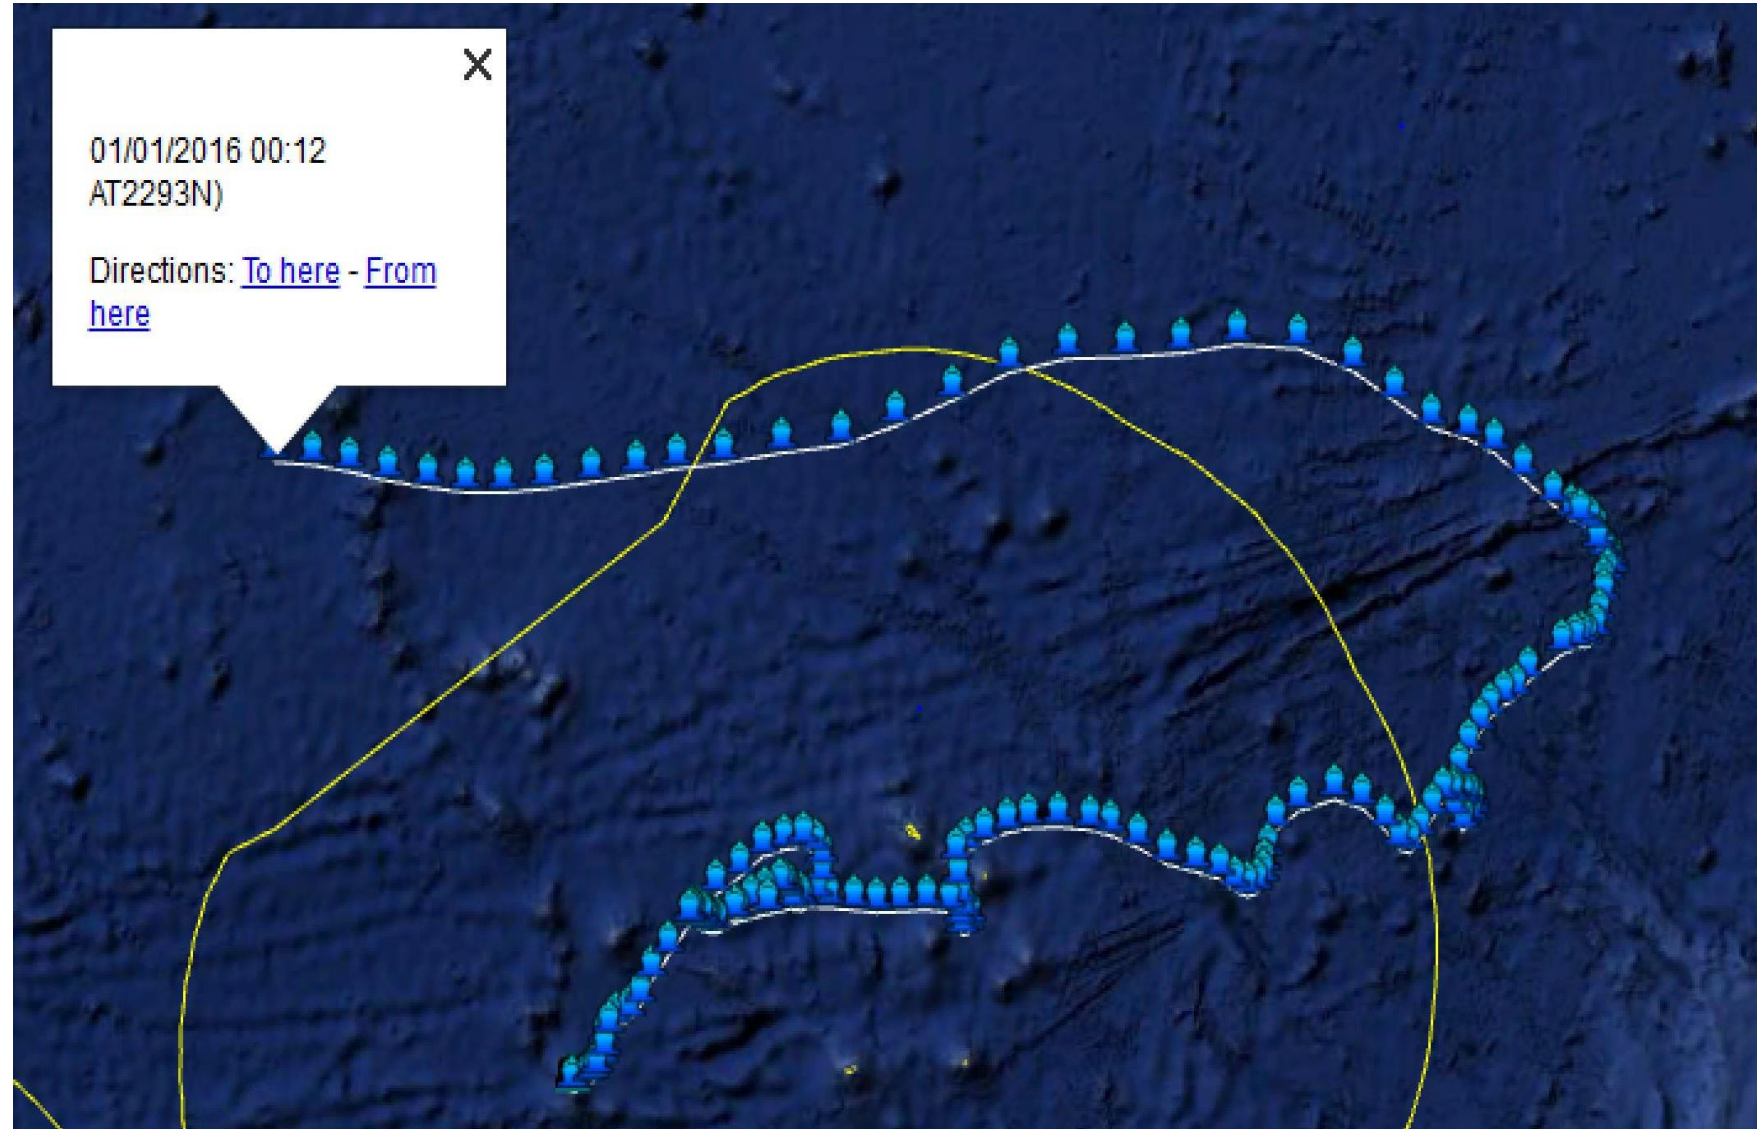 01/01/2016 00:12
AT2293N)
Directions: To here - From
here